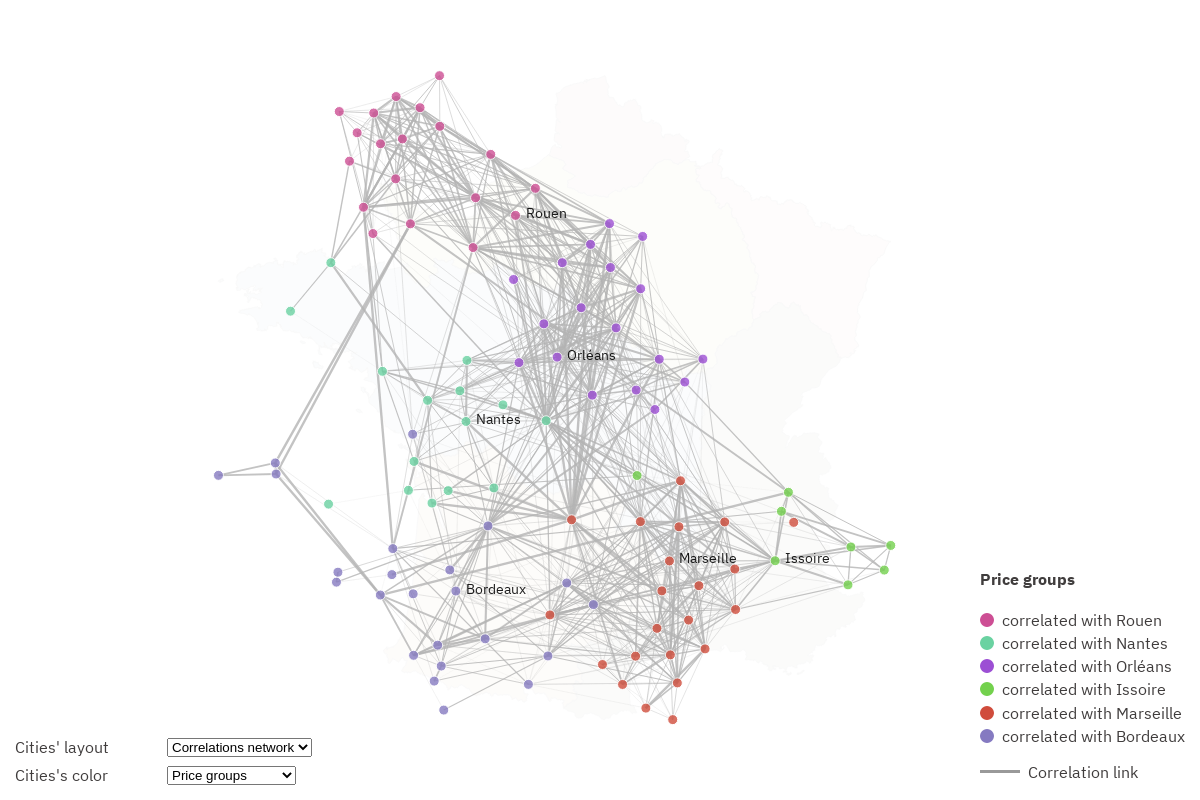 Rouen
Orléans
Nantes
Marseille
Issoire
Bordeaux
Price groups
correlated with Rouen
correlated with Nantes
correlated with Orléans
correlated with Issoire
correlated with Marseille
correlated with Bordeaux
Correlation link
Cities' layout
Correlations network
Cities's color
Price groups